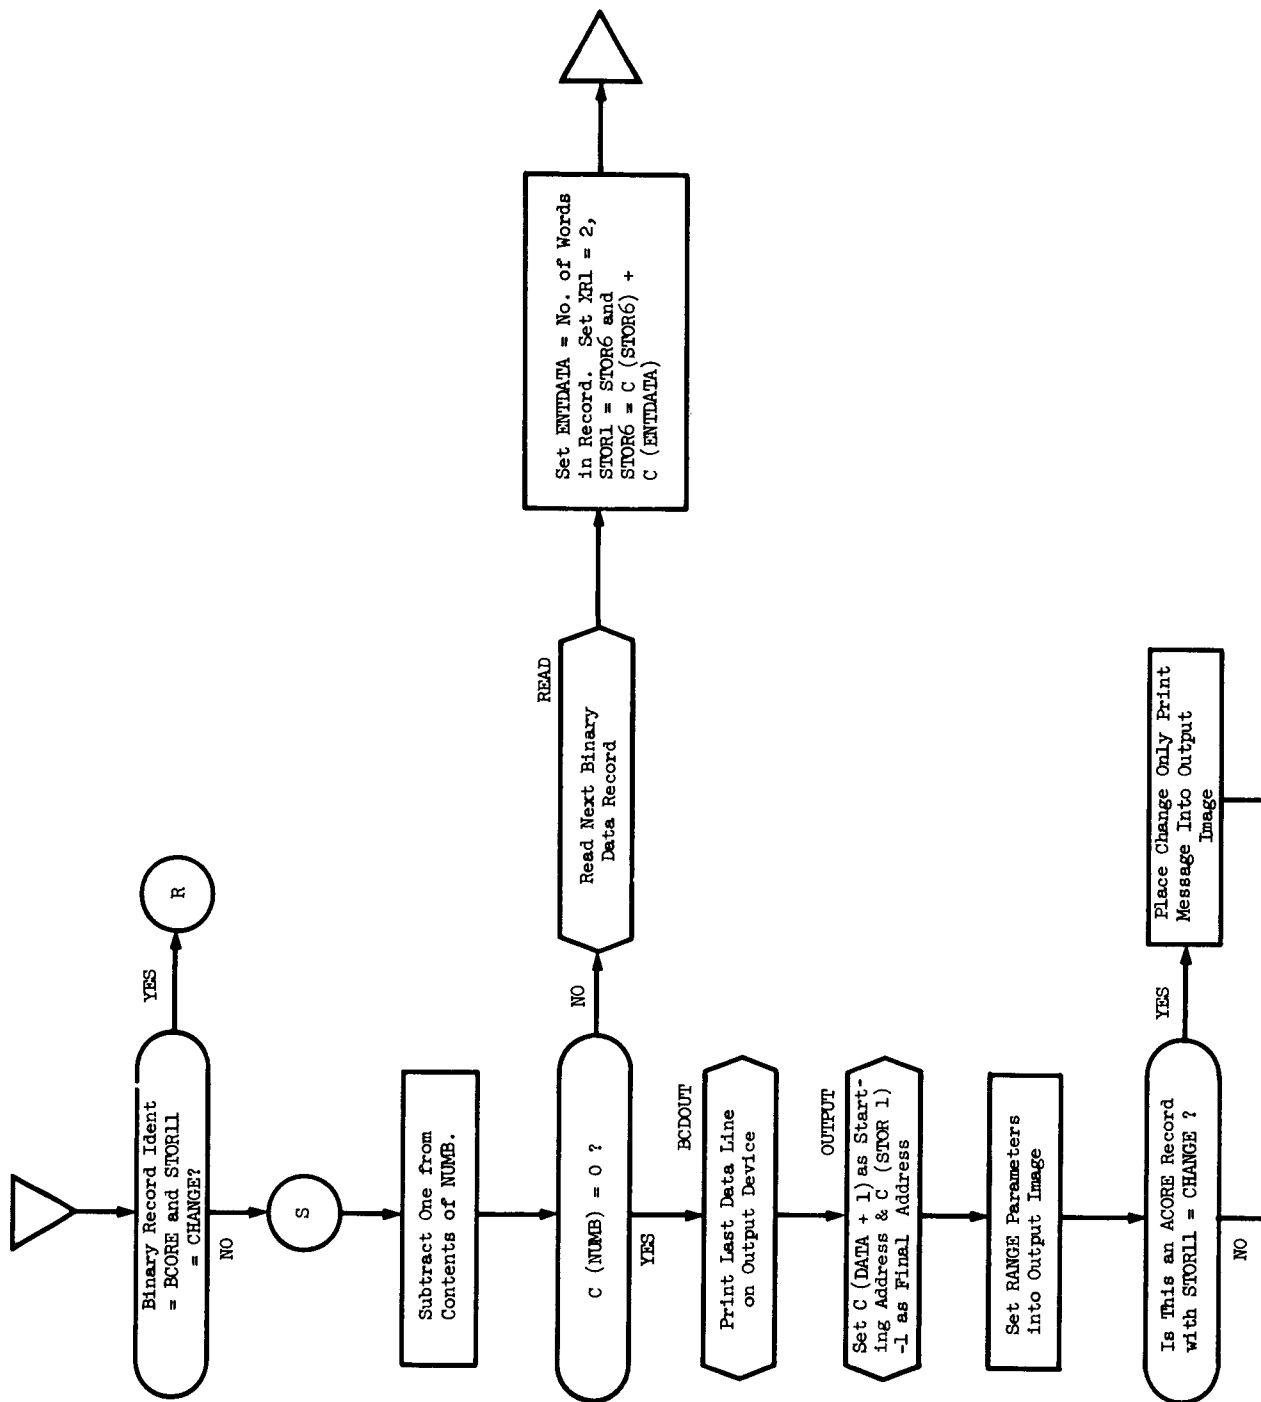 Binary Record Ident
= BCORE and STOR11
= CHANGE?
YES
R
NO
S
Subtract One from
Contents of NUMB.
C (NUMB) = 0 ?
NO
READ
Read Next Binary
Data Record
Set ENTDATA = No. of Words
in Record. Set XR1 = 2,
STOR1 = STOR6 and
STOR6 = C (STOR6) +
C (ENTDATA)
YES
BCDOUT
Print Last Data Line
on Output Device
OUTPUT
Set C (DATA + 1) as Start-
ing Address & C (STOR 1)
-1 as Final Address
Set RANGE Parameters
into Output Image
Is This an ACORE Record
with STOR11 = CHANGE ?
YES
Place Change Only Print
Message Into Output
Image
NO